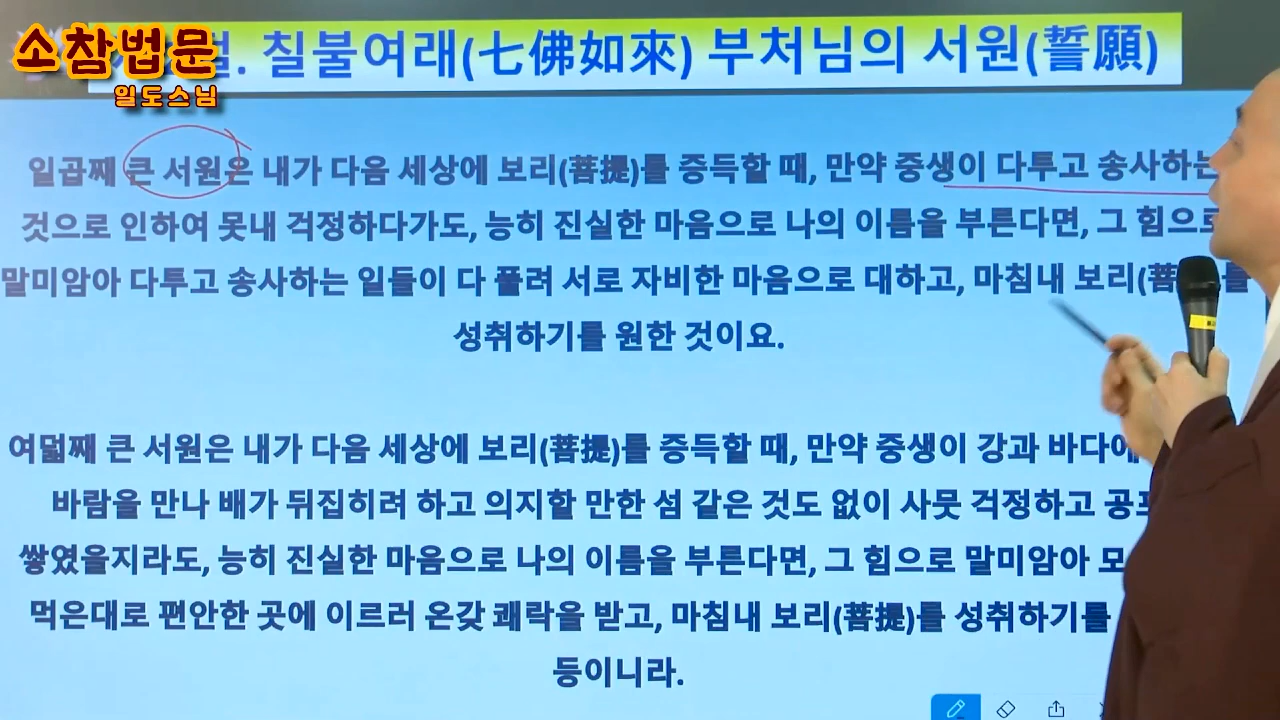 소참법문
일도스님
칠불여래(七佛如來) 부처님의 서원(誓願)
일곱째 큰 서원은 내가 다음 세상에 보리(菩提)를 증득할 때, 만약 중생이 다투고 송사하는
것으로 인하여 못내 걱정하다가도, 능히 진실한 마음으로 나의 이름을 부른다면, 그 힘으로
말미암아 다투고 송사하는 일들이 다 풀려 서로 자비한 마음으로 대하고, 마침내 보리(菩提)를
성취하기를 원한 것이요.
여덟째 큰 서원은 내가 다음 세상에 보리(菩提)를 증득할 때, 만약 중생이 강과 바다에
바람을 만나 배가 뒤집히려 하고 의지할 만한 섬 같은 것도 없이 사뭇 걱정하고
쌓였을지라도, 능히 진실한 마음으로 나의 이름을 부른다면, 그 힘으로 말미암아
먹은대로 편안한 곳에 이르러 온갖 쾌락을 받고, 마침내 보리(菩提)를 성취하기를
등이니라.